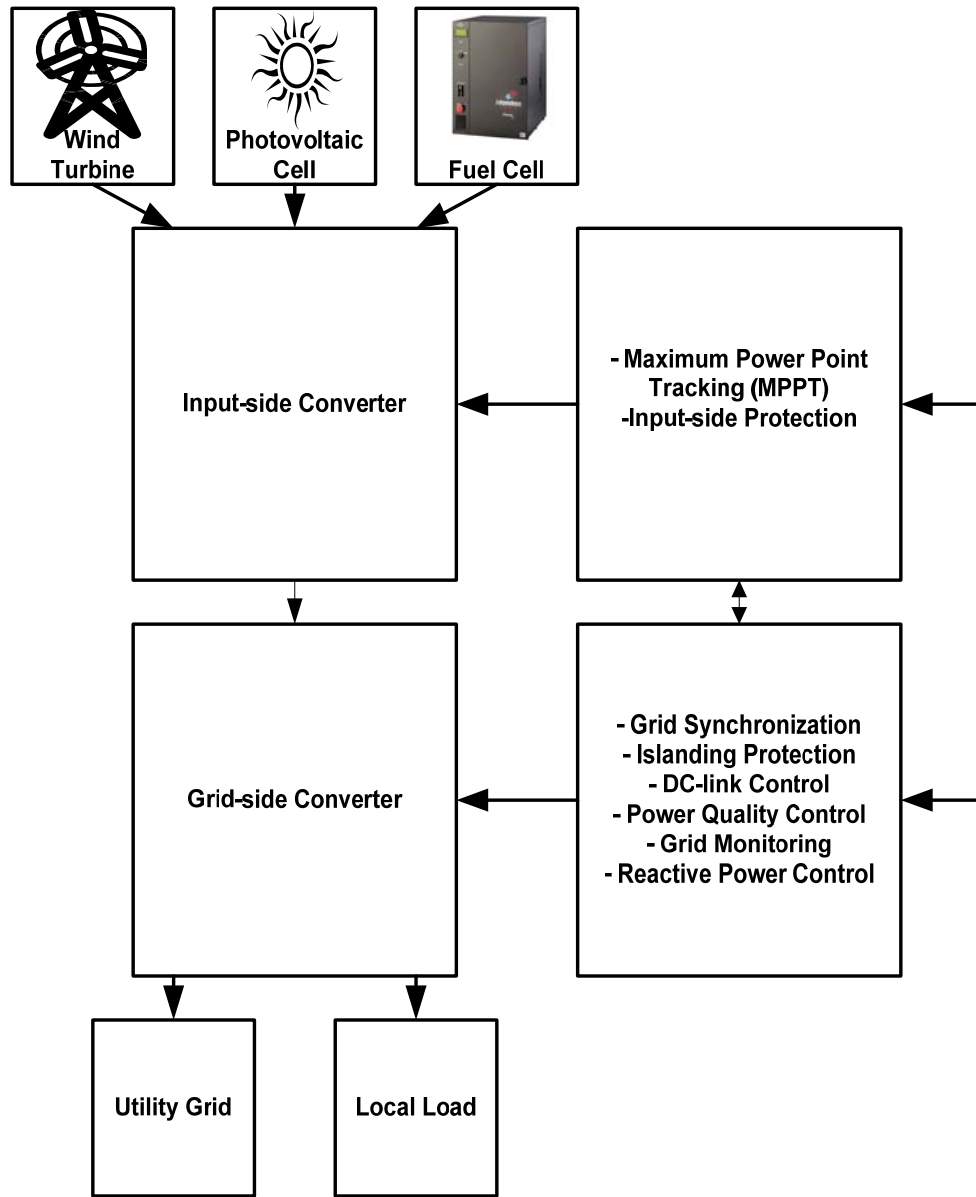 Wind
Turbine
Photovoltaic
Cell
Fuel Cell
Input-side Converter
- Maximum Power Point
Tracking (MPPT)
-Input-side Protection
Grid-side Converter
- Grid Synchronization
- Islanding Protection
- DC-link Control
- Power Quality Control
- Grid Monitoring
- Reactive Power Control
Utility Grid
Local Load